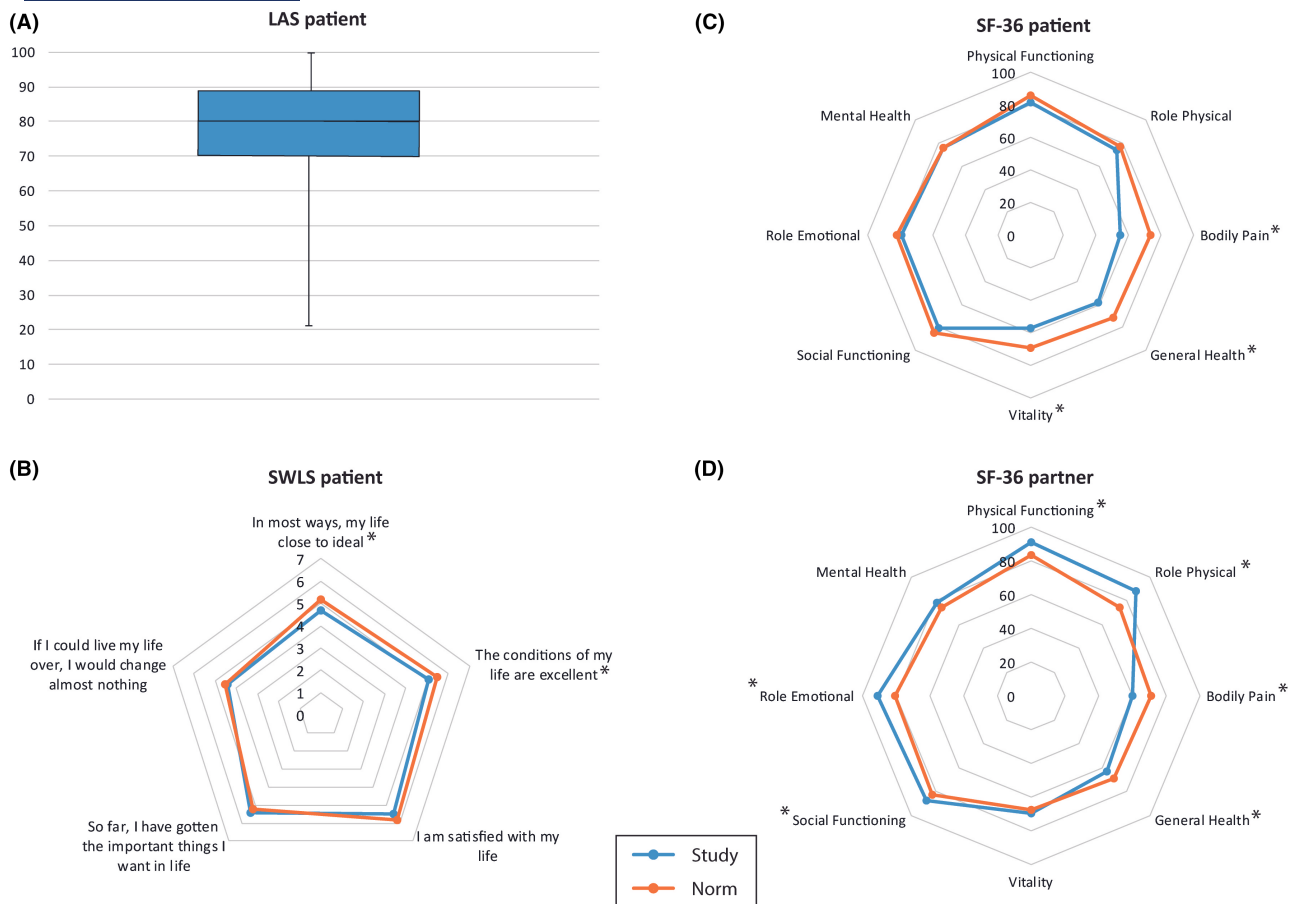 (A)
LAS patient
100
90
80
70
60
50
40
30
20
10
0
(B)
SWLS patient
In most ways, my life
close to ideal *
7
6
5
4
3
2
1
0
The conditions of my
life are excellent *
I am satisfied with my
life
So far, I have gotten
the important things I
want in life
If I could live my life
over, I would change
almost nothing
(C)
SF-36 patient
Physical Functioning
100
80
60
40
20
0
Role Physical
Bodily Pain *
General Health *
Vitality *
Social Functioning
Role Emotional
Mental Health
(D)
SF-36 partner
Physical Functioning *
100
80
60
40
20
0
Role Physical *
Bodily Pain *
General Health *
Vitality
* Social Functioning
* Role Emotional
Mental Health
Study
Norm